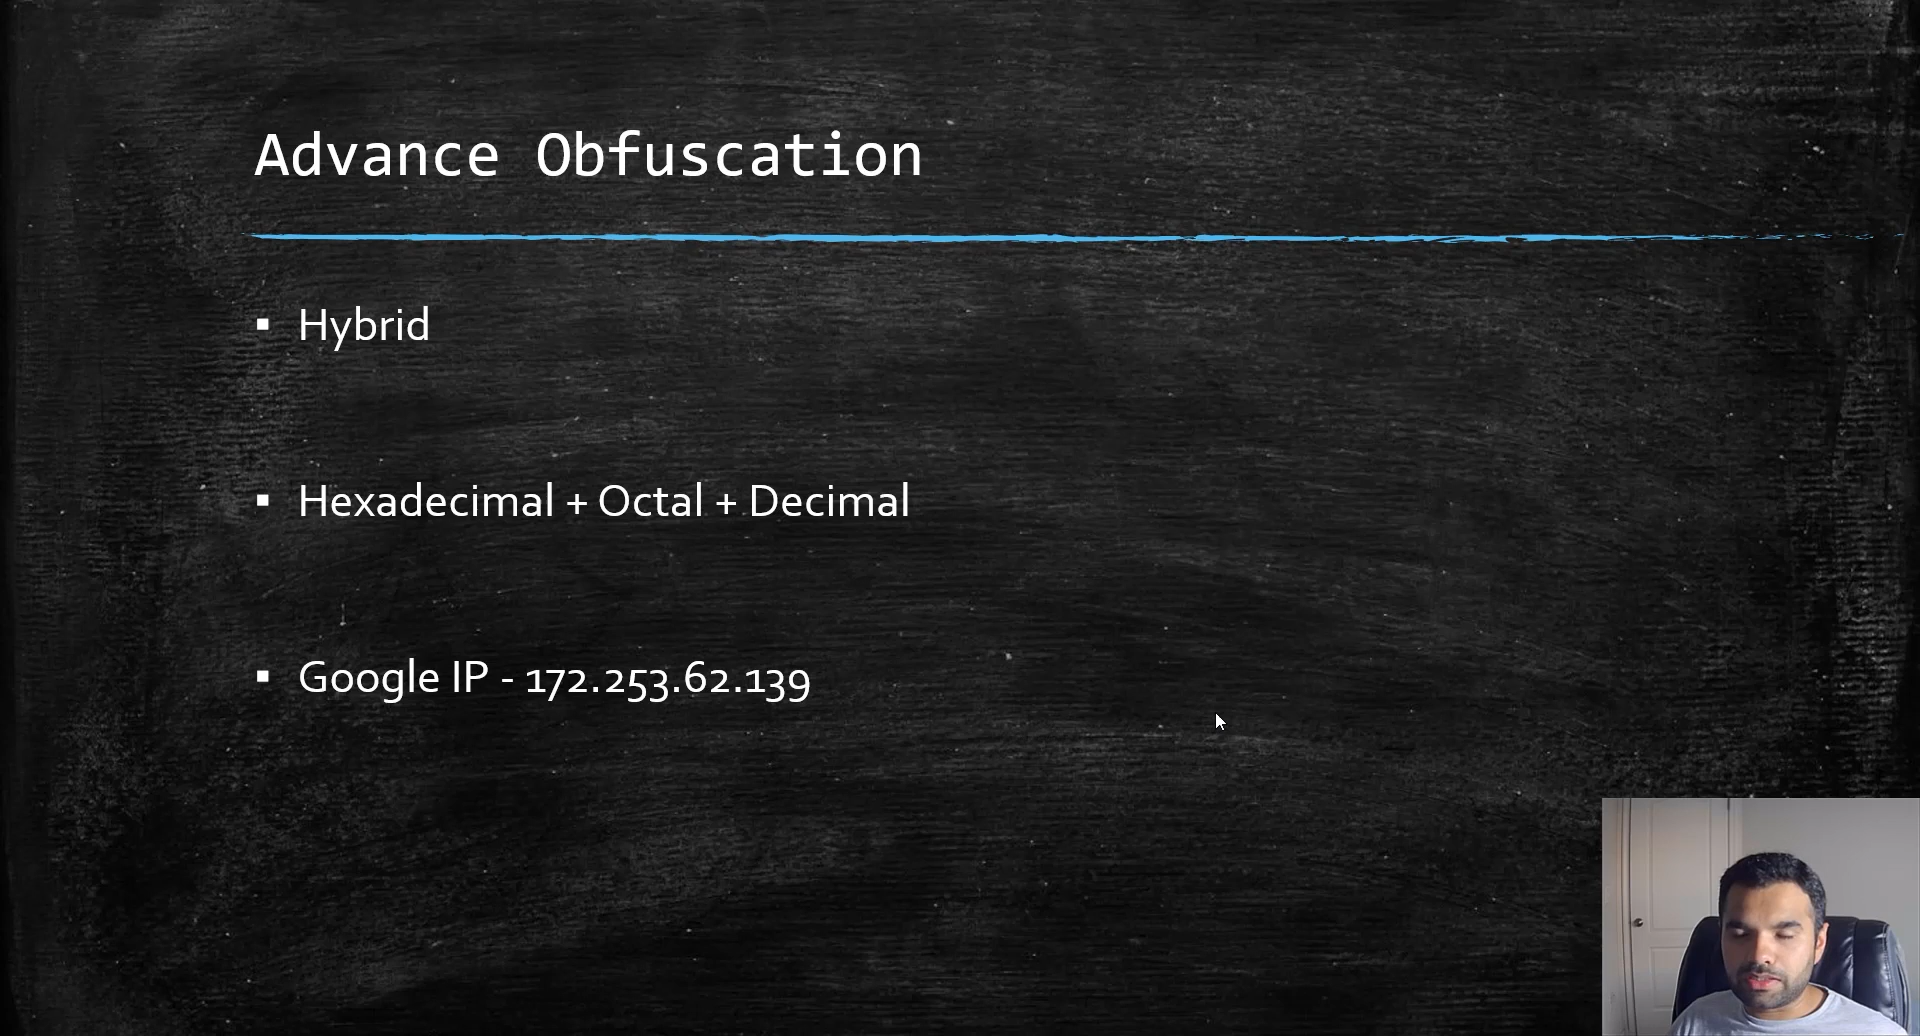 Advance Obfuscation
▪ Hybrid
▪ Hexadecimal + Octal + Decimal
▪ Google IP - 172.253.62.139